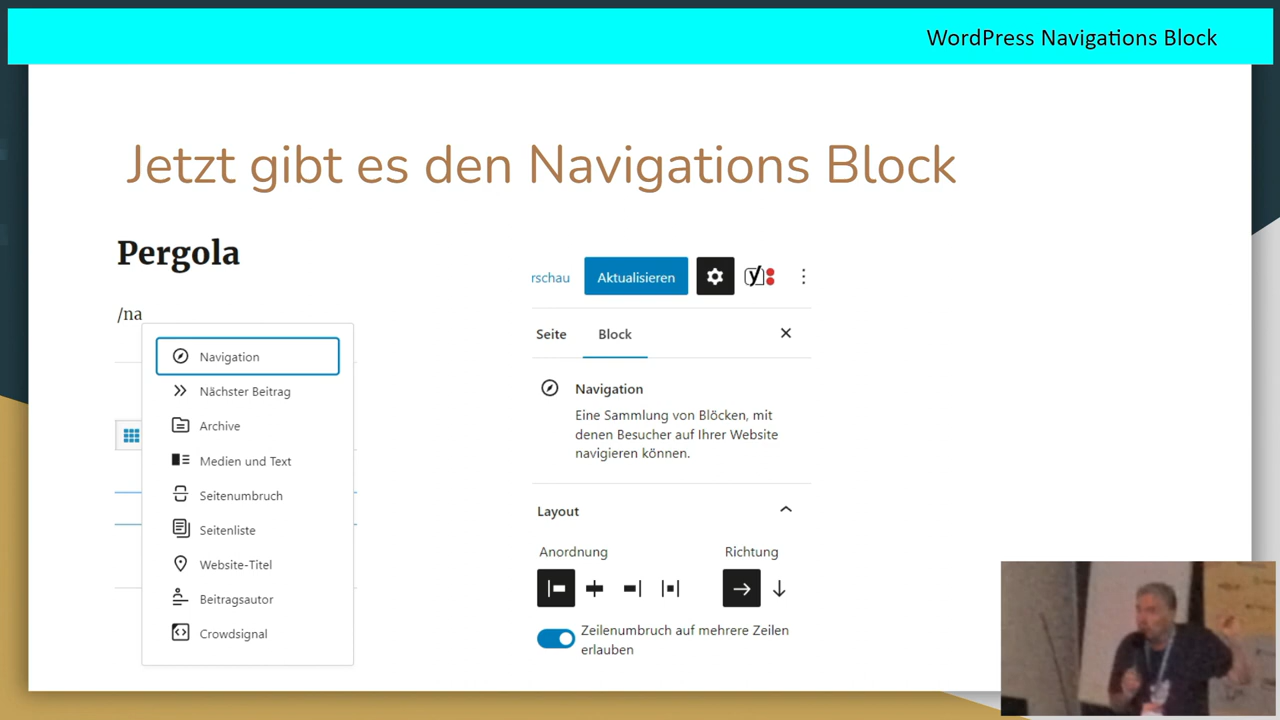 WordPress Navigations Block
Jetzt gibt es den Navigations Block
Pergola
/na
Navigation
Nächster Beitrag
Archive
Medien und Text
Seitenumbruch
Seitenliste
Website-Titel
Beitragsautor
Crowdsignal
rschau
Aktualisieren
Seite
Block
Navigation
Eine Sammlung von Blöcken, mit
denen Besucher auf Ihrer Website
navigieren können.
Layout
Anordnung
Richtung
Zeilenumbruch auf mehrere Zeilen
erlauben